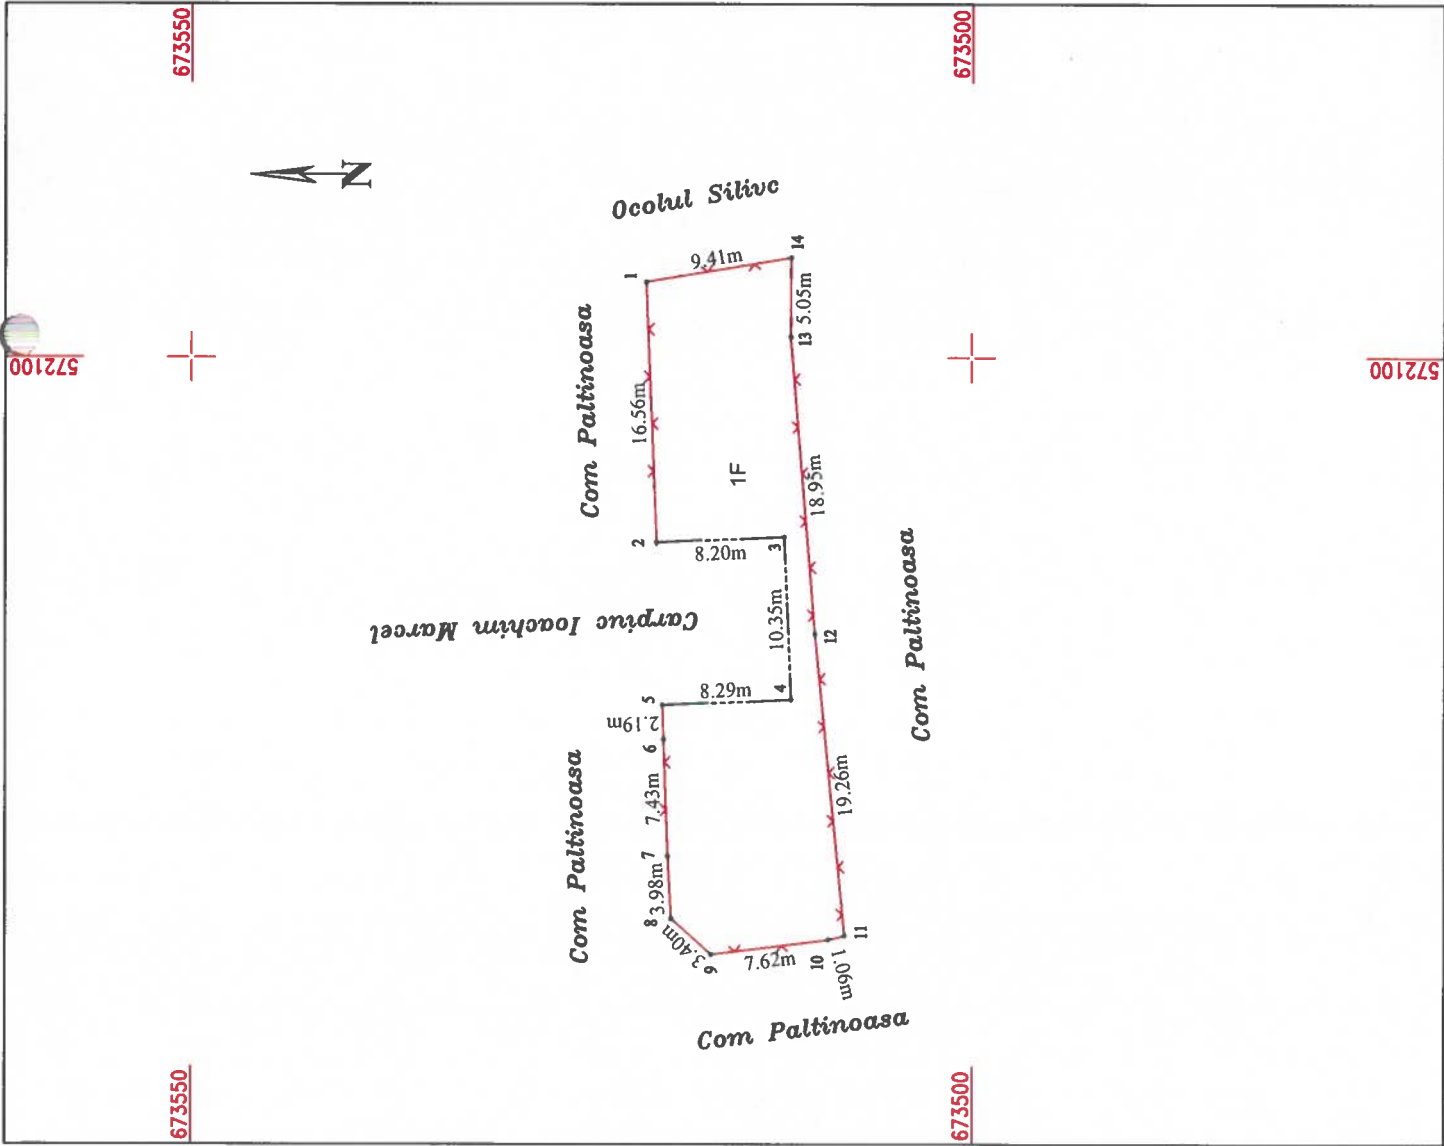 673550
673500
572100
572100
N
Ocolul Silivc
1
9.41m
14
5.05m
13
Com Paltinoasa
16.56m
1F
18.95m
2
8.20m
3
Carpiuc Ioachim Marcel
10.35m
12
Com Paltinoasa
5
8.29m
4
2.19m
6
Com Paltinoasa
7.43m
19.26m
7
3.98m
8
3.40m
9
7.62m
10
11
1.06m
Com Paltinoasa
673550
673500